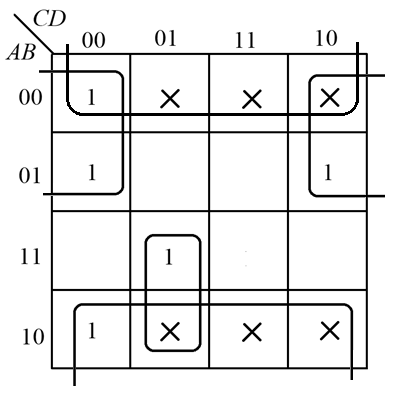 CD
AB 00 01 11 10
00 1 × × ×
01 1 1
11 1
10 1 × × ×